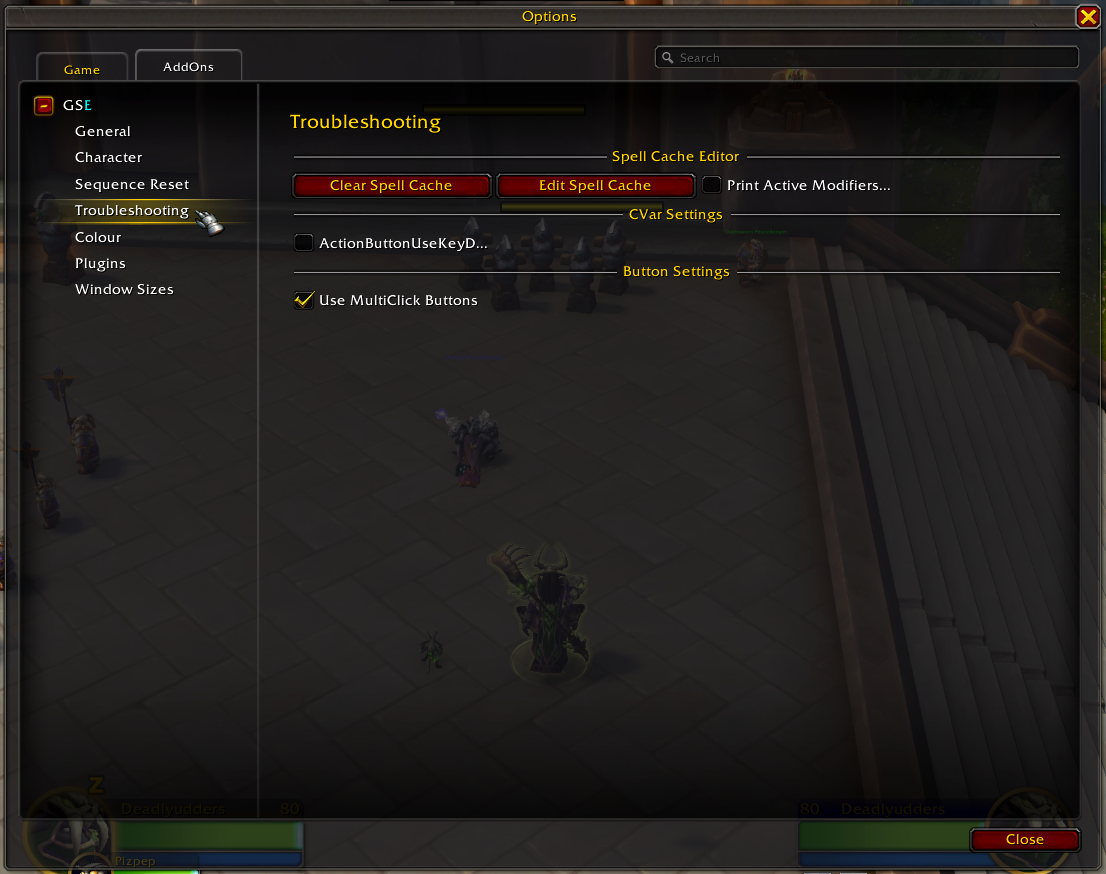 Options
Game
AddOns
Search
GSE
General
Character
Sequence Reset
Troubleshooting
Colour
Plugins
Window Sizes
Troubleshooting
Spell Cache Editor
Clear Spell Cache
Edit Spell Cache
Print Active Modifiers...
CVar Settings
ActionButtonUseKeyD...
Button Settings
Use MultiClick Buttons
Z
Deadlyudders 80
80 Deadlyudders
Pizpep
Close